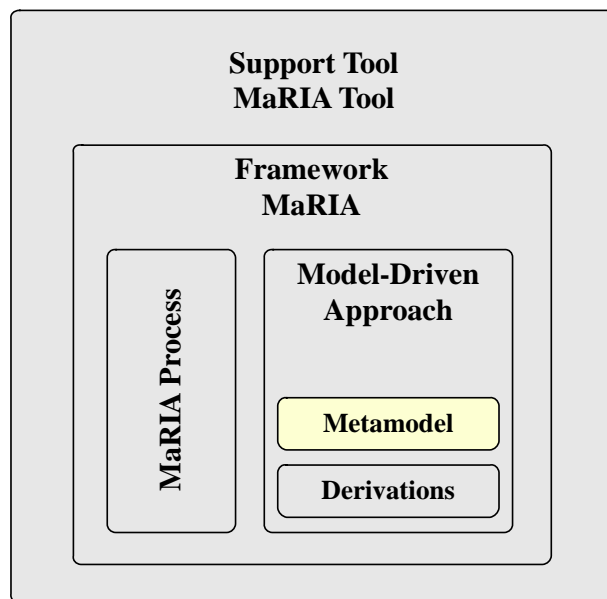 Support Tool
MaRIA Tool
Framework
MaRIA
MaRIA Process
Model-Driven
Approach
Metamodel
Derivations